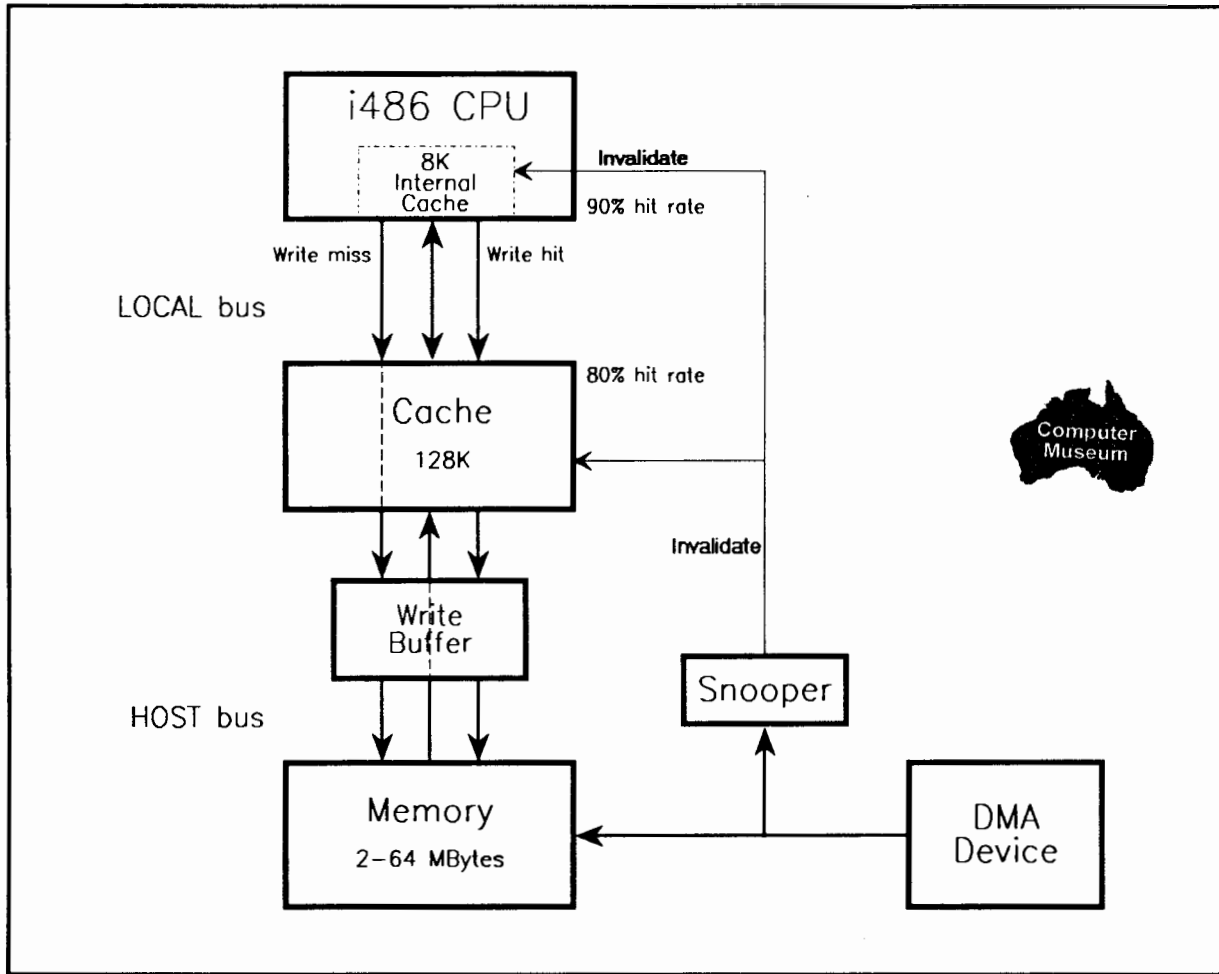 i486 CPU
8K
Internal
Cache
Invalidate
90% hit rate
Write miss
Write hit
LOCAL bus
80% hit rate
Cache
128K
Computer
Museum
Invalidate
Write
Buffer
Snooper
HOST bus
Memory
2-64 MBytes
DMA
Device